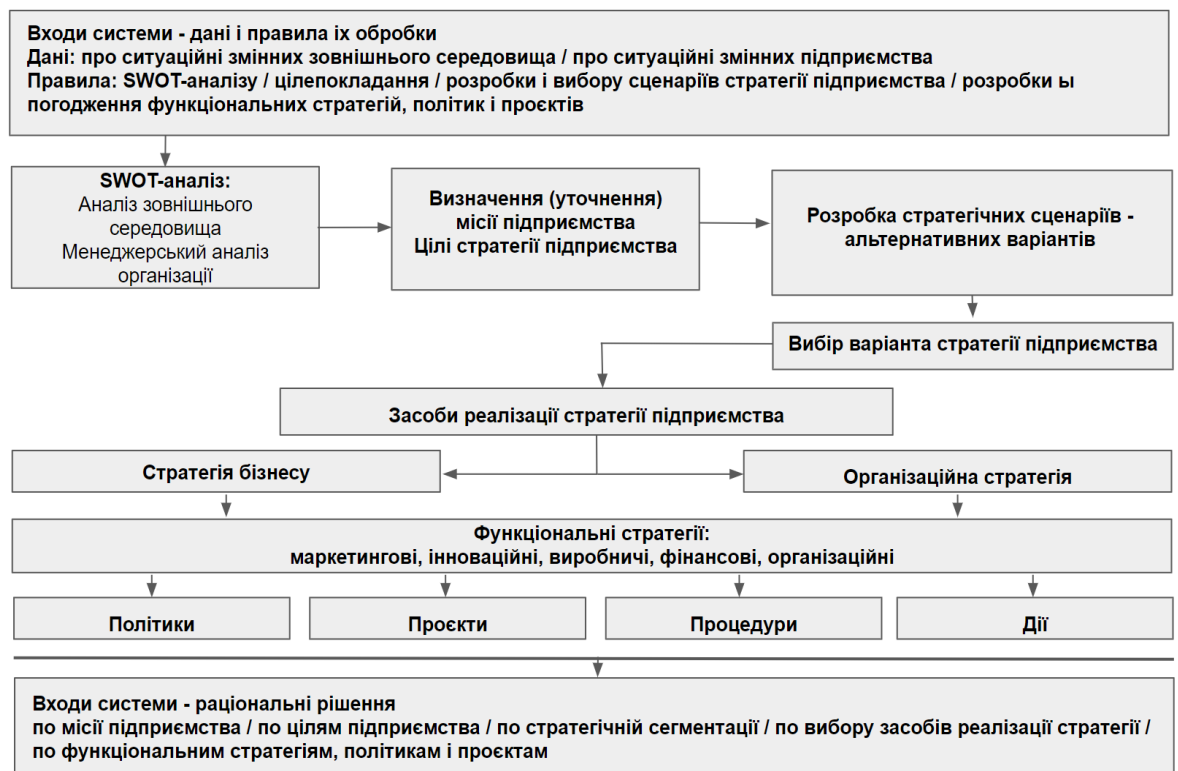 Входи системи - дані і правила іх обробки
Дані: про ситуаційні змінних зовнішнього середовища / про ситуаційні змінних підприємства
Правила: SWOT-аналізу / цілепокладання / розробки і вибору сценаріїв стратегії підприємства / розробки ы
погодження функціональних стратегій, політик і проєктів
SWOT-аналіз:
Аналіз зовнішнього
середовища
Менеджерський аналіз
організації
Визначення (уточнення)
місії підприємства
Цілі стратегії підприємства
Розробка стратегічних сценаріїв -
альтернативних варіантів
Вибір варіанта стратегії підприємства
Засоби реалізації стратегії підприємства
Стратегія бізнесу
Організаційна стратегія
Функціональні стратегії:
маркетингові, інноваційні, виробничі, фінансові, організаційні
Політики
Проєкти
Процедури
Дії
Входи системи - раціональні рішення
по місії підприємства / по цілям підприємства / по стратегічній сегментації / по вибору засобів реалізації стратегії /
по функціональним стратегіям, політикам і проєктам